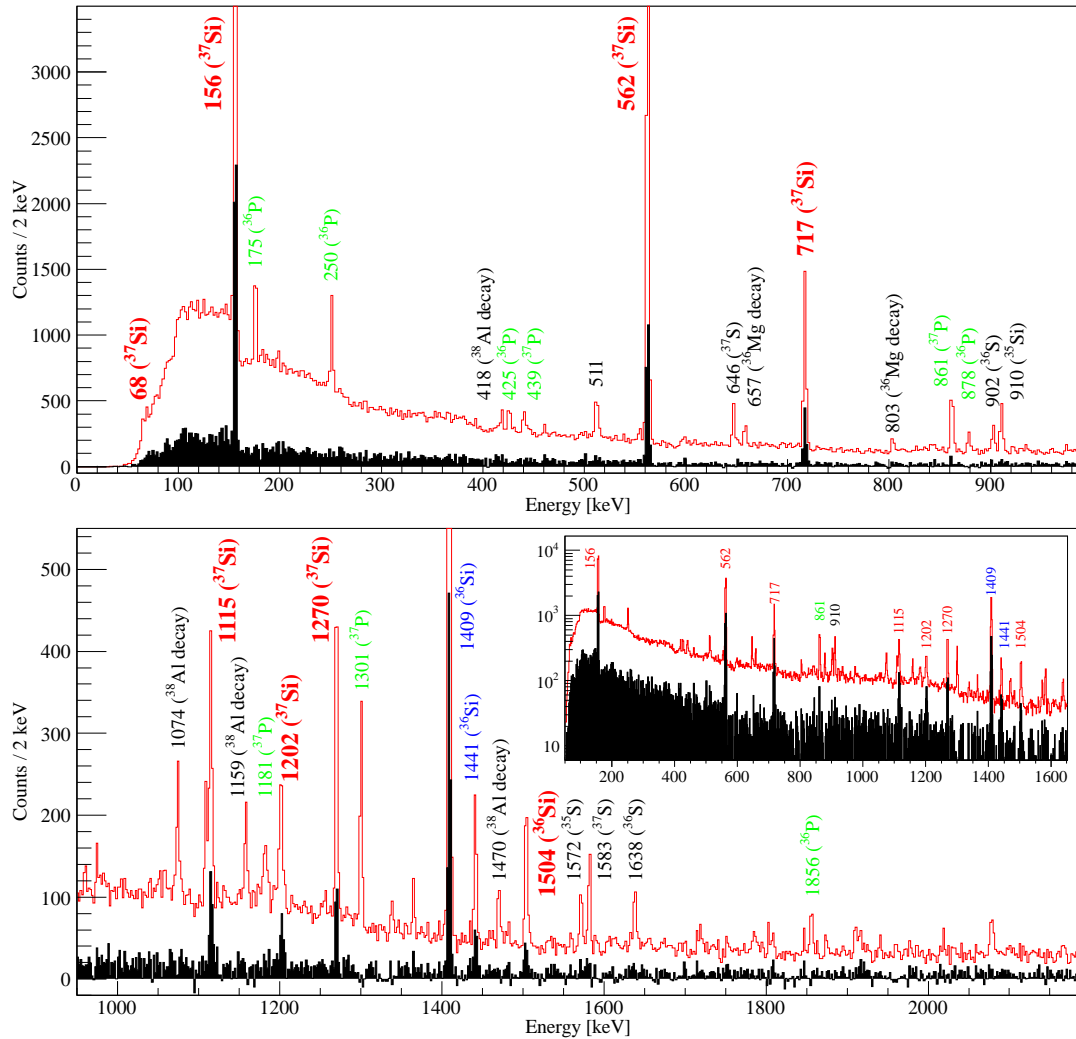 Counts / 2 keV
3500
3000
2500
2000
1500
1000
500
0
68 (³⁷Si)
156 (³⁷Si)
175 (³⁶P)
250 (³⁶P)
418 (³⁸Al decay)
425 (³⁶P)
439 (³⁷P)
511
562 (³⁷Si)
646 (³⁷S)
657 (³⁶Mg decay)
717 (³⁷Si)
803 (³⁶Mg decay)
861 (³⁷P)
878 (³⁶P)
902 (³⁶S)
910 (³⁵Si)
0 100 200 300 400 500 600 700 800 900
Energy [keV]
Counts / 2 keV
500
400
300
200
100
0
1074 (³⁸Al decay)
1115 (³⁷Si)
1159 (³⁸Al decay)
1181 (³⁷P)
1202 (³⁷Si)
1270 (³⁷Si)
1301 (³⁷P)
1409 (³⁶Si)
1441 (³⁶Si)
1470 (³⁸Al decay)
1504 (³⁶Si)
1572 (³⁵S)
1583 (³⁷S)
1638 (³⁶S)
1856 (³⁶P)
10⁴
10³
10²
10
156
562
717
861
910
1115
1202
1270
1409
1441
1504
200 400 600 800 1000 1200 1400 1600
1000 1200 1400 1600 1800 2000
Energy [keV]